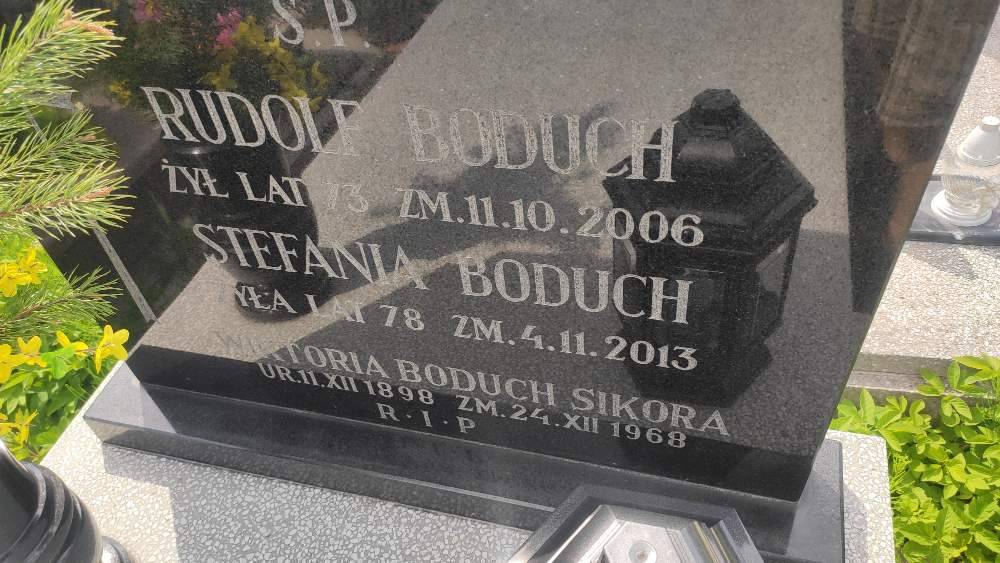 Ś.P.
RUDOLF BODUCH
ŻYŁ LAT 73 ZM.11.10.2006
STEFANIA BODUCH
ŻYŁA LAT 78 ZM.4.11.2013
WIKTORIA BODUCH SIKORA
UR.11.XII 1898 ZM.24.XII 1968
R·I·P